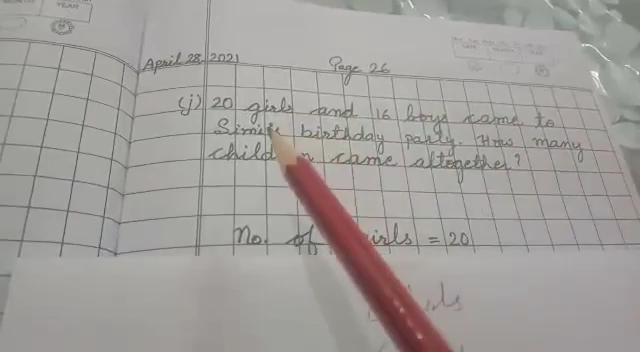 YEAR
April 28, 2021
Page 26
(j) 20 girls and 16 boys came to
birthday party. How many
came altogether?
No. of = 20